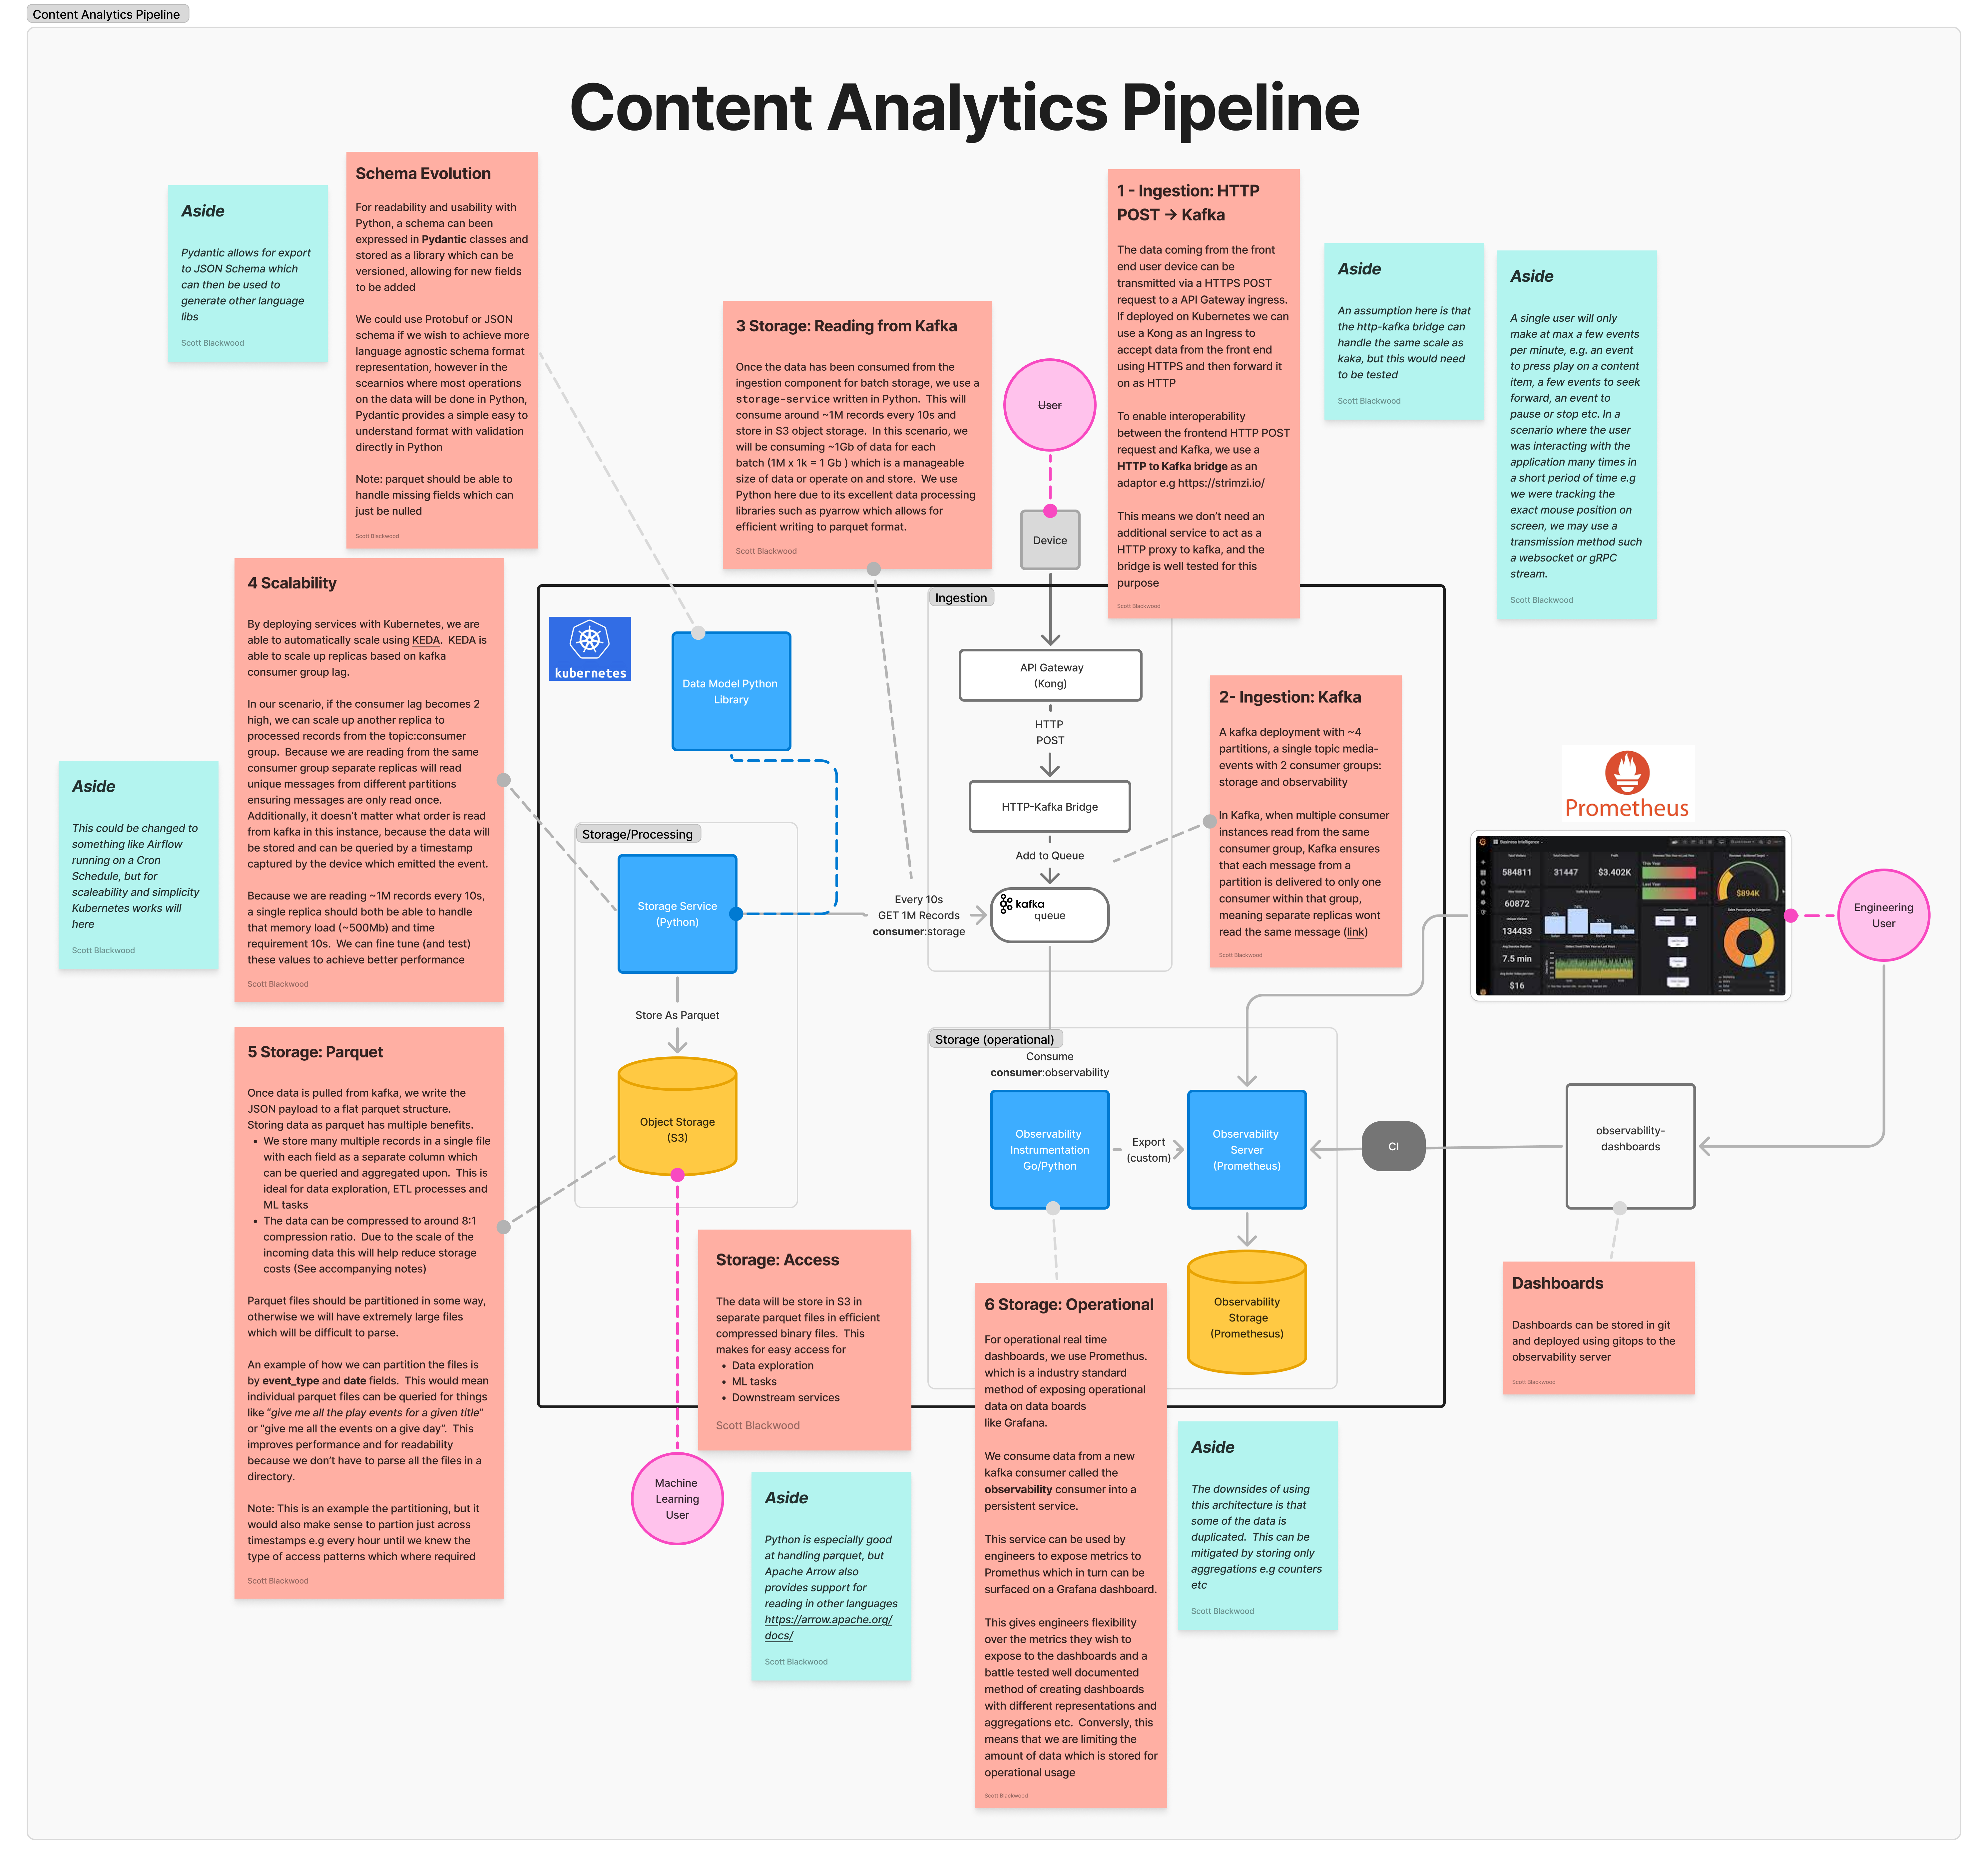 Content Analytics Pipeline
Content Analytics Pipeline
Aside
Pydantic allows for export
to JSON Schema which
can then be used to
generate other language
libs
Scott Blackwood
Schema Evolution
For readability and usability with
Python, a schema can been
expressed in Pydantic classes and
stored as a library which can be
versioned, allowing for new fields
to be added
We could use Protobuf or JSON
schema if we wish to achieve more
language agnostic schema format
representation, however in the
scearnios where most operations
on the data will be done in Python,
Pydantic provides a simple easy to
understand format with validation
directly in Python
Note: parquet should be able to
handle missing fields which can
just be nulled
Scott Blackwood
3 Storage: Reading from Kafka
Once the data has been consumed from the
ingestion component for batch storage, we use a
storage-service written in Python. This will
consume around ~1M records every 10s and
store in S3 object storage. In this scenario, we
will be consuming ~1Gb of data for each
batch (1M x 1k = 1 Gb ) which is a manageable
size of data or operate on and store. We use
Python here due to its excellent data processing
libraries such as pyarrow which allows for
efficient writing to parquet format.
Scott Blackwood
User
Device
1 - Ingestion: HTTP
POST → Kafka
The data coming from the front
end user device can be
transmitted via a HTTPS POST
request to a API Gateway ingress.
If deployed on Kubernetes we can
use a Kong as an Ingress to
accept data from the front end
using HTTPS and then forward it
on as HTTP
To enable interoperability
between the frontend HTTP POST
request and Kafka, we use a
HTTP to Kafka bridge as an
adaptor e.g https://strimzi.io/
This means we don't need an
additional service to act as a
HTTP proxy to kafka, and the
bridge is well tested for this
purpose
Scott Blackwood
Aside
An assumption here is that
the http-kafka bridge can
handle the same scale as
kaka, but this would need
to be tested
Scott Blackwood
Aside
A single user will only
make at max a few events
per minute, e.g. an event
to press play on a content
item, a few events to seek
forward, an event to
pause or stop etc. In a
scenario where the user
was interacting with the
application many times in
a short period of time e.g
we were tracking the
exact mouse position on
screen, we may use a
transmission method such
a websocket or gRPC
stream.
Scott Blackwood
4 Scalability
By deploying services with Kubernetes, we are
able to automatically scale using KEDA. KEDA is
able to scale up replicas based on kafka
consumer group lag.
In our scenario, if the consumer lag becomes 2
high, we can scale up another replica to
processed records from the topic:consumer
group. Because we are reading from the same
consumer group separate replicas will read
unique messages from different partitions
ensuring messages are only read once.
Additionally, it doesn't matter what order is read
from kafka in this instance, because the data will
be stored and can be queried by a timestamp
captured by the device which emitted the event.
Because we are reading ~1M records every 10s,
a single replica should both be able to handle
that memory load (~500Mb) and time
requirement 10s. We can fine tune (and test)
these values to achieve better performance
Scott Blackwood
Aside
This could be changed to
something like Airflow
running on a Cron
Schedule, but for
scaleability and simplicity
Kubernetes works will
here
Scott Blackwood
kubernetes
Data Model Python
Library
Ingestion
API Gateway
(Kong)
HTTP
POST
HTTP-Kafka Bridge
Add to Queue
kafka
queue
Every 10s
GET 1M Records
consumer:storage
Storage/Processing
Storage Service
(Python)
Store As Parquet
Object Storage
(S3)
2- Ingestion: Kafka
A kafka deployment with ~4
partitions, a single topic media-
events with 2 consumer groups:
storage and observability
In Kafka, when multiple consumer
instances read from the same
consumer group, Kafka ensures
that each message from a
partition is delivered to only one
consumer within that group,
meaning separate replicas wont
read the same message (link)
Scott Blackwood
Prometheus
Business Intelligence
584811
31447
$3.402K
This Year
Last Year
$894K
60872
134433
7.5 min
$16
Engineering
User
Storage (operational)
Consume
consumer:observability
Observability
Instrumentation
Go/Python
Export
(custom)
Observability
Server
(Prometheus)
CI
observability-
dashboards
Observability
Storage
(Promethesus)
Dashboards
Dashboards can be stored in git
and deployed using gitops to the
observability server
Scott Blackwood
5 Storage: Parquet
Once data is pulled from kafka, we write the
JSON payload to a flat parquet structure.
Storing data as parquet has multiple benefits.
• We store many multiple records in a single file
with each field as a separate column which
can be queried and aggregated upon. This is
ideal for data exploration, ETL processes and
ML tasks
• The data can be compressed to around 8:1
compression ratio. Due to the scale of the
incoming data this will help reduce storage
costs (See accompanying notes)
Parquet files should be partitioned in some way,
otherwise we will have extremely large files
which will be difficult to parse.
An example of how we can partition the files is
by event_type and date fields. This would mean
individual parquet files can be queried for things
like "give me all the play events for a given title"
or "give me all the events on a give day". This
improves performance and for readability
because we don't have to parse all the files in a
directory.
Note: This is an example the partitioning, but it
would also make sense to partion just across
timestamps e.g every hour until we knew the
type of access patterns which where required
Scott Blackwood
Storage: Access
The data will be store in S3 in
separate parquet files in efficient
compressed binary files. This
makes for easy access for
• Data exploration
• ML tasks
• Downstream services
Scott Blackwood
Machine
Learning
User
Aside
Python is especially good
at handling parquet, but
Apache Arrow also
provides support for
reading in other languages
https://arrow.apache.org/
docs/
Scott Blackwood
6 Storage: Operational
For operational real time
dashboards, we use Promethus.
which is a industry standard
method of exposing operational
data on data boards
like Grafana.
We consume data from a new
kafka consumer called the
observability consumer into a
persistent service.
This service can be used by
engineers to expose metrics to
Promethus which in turn can be
surfaced on a Grafana dashboard.
This gives engineers flexibility
over the metrics they wish to
expose to the dashboards and a
battle tested well documented
method of creating dashboards
with different representations and
aggregations etc. Conversly, this
means that we are limiting the
amount of data which is stored for
operational usage
Scott Blackwood
Aside
The downsides of using
this architecture is that
some of the data is
duplicated. This can be
mitigated by storing only
aggregations e.g counters
etc
Scott Blackwood